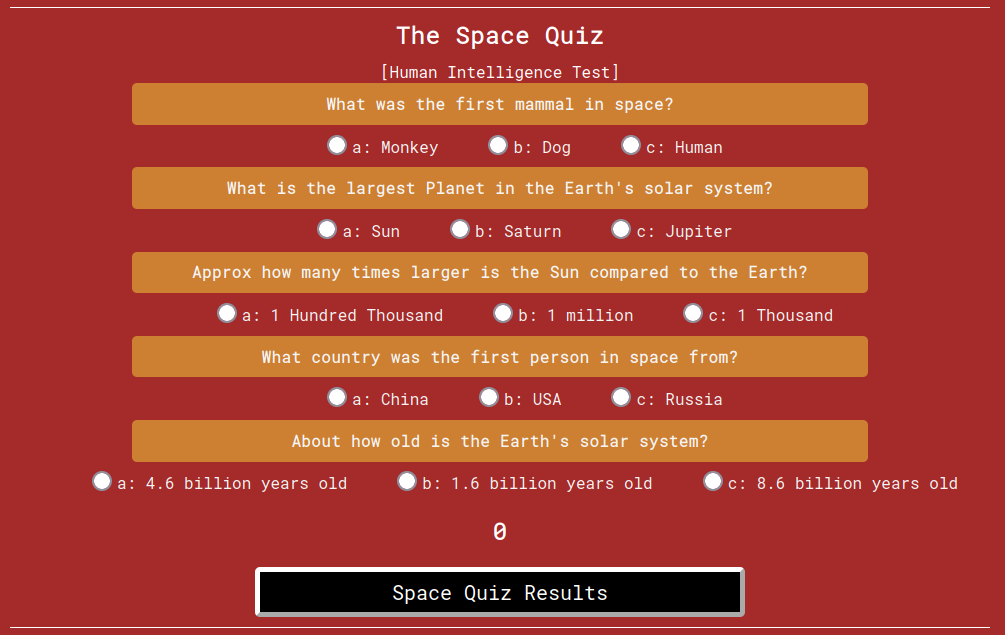 The Space Quiz
[Human Intelligence Test]
What was the first mammal in space?
a: Monkey b: Dog c: Human
What is the largest Planet in the Earth's solar system?
a: Sun b: Saturn c: Jupiter
Approx how many times larger is the Sun compared to the Earth?
a: 1 Hundred Thousand b: 1 million c: 1 Thousand
What country was the first person in space from?
a: China b: USA c: Russia
About how old is the Earth's solar system?
a: 4.6 billion years old b: 1.6 billion years old c: 8.6 billion years old
0
Space Quiz Results